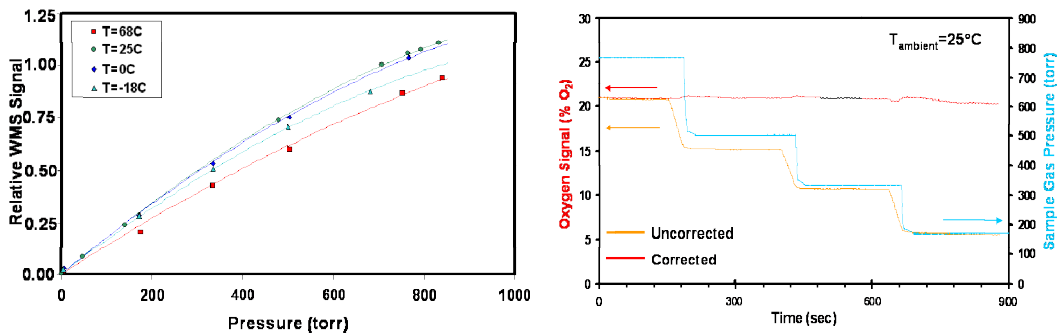 1.25
1.00
0.75
0.50
0.25
0.00
Relative WMS Signal
T=68C
T=25C
T=0C
T=-18C
0
200
400
600
800
1000
Pressure (torr)
30
25
20
15
10
5
0
Oxygen Signal (% O2)
Tambient=25°C
Uncorrected
Corrected
900
800
700
600
500
400
300
200
100
0
Sample Gas Pressure (torr)
0
300
600
900
Time (sec)